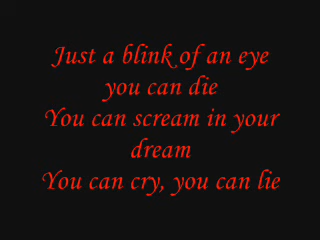 Just a blink of an eye
you can die
You can scream in your
dream
You can cry, you can lie